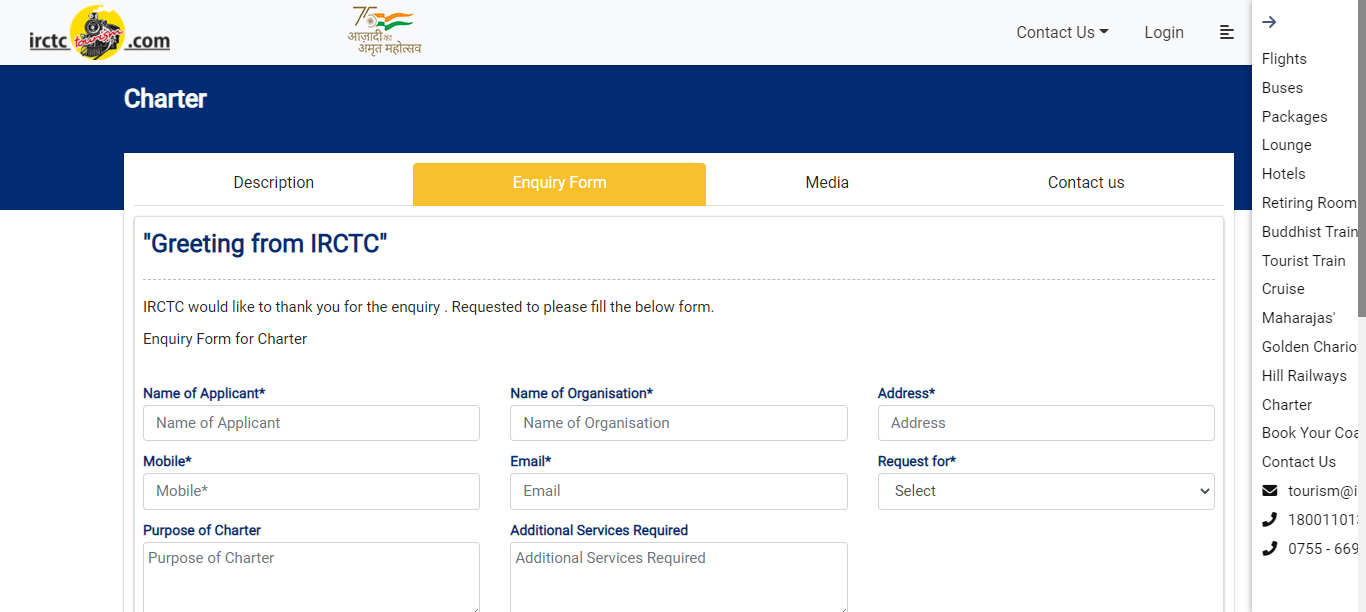 irctc tourism .com
75
आज़ादी का
अमृत महोत्सव
Contact Us
Login
Charter
Description
Enquiry Form
Media
Contact us
"Greeting from IRCTC"
IRCTC would like to thank you for the enquiry . Requested to please fill the below form.
Enquiry Form for Charter
Name of Applicant*
Name of Organisation*
Address*
Name of Applicant
Name of Organisation
Address
Mobile*
Email*
Request for*
Mobile*
Email
Select
Purpose of Charter
Additional Services Required
Purpose of Charter
Additional Services Required
Flights
Buses
Packages
Lounge
Hotels
Retiring Room
Buddhist Train
Tourist Train
Cruise
Maharajas'
Golden Chario
Hill Railways
Charter
Book Your Coa
Contact Us
tourism@i
18001101
0755 - 669